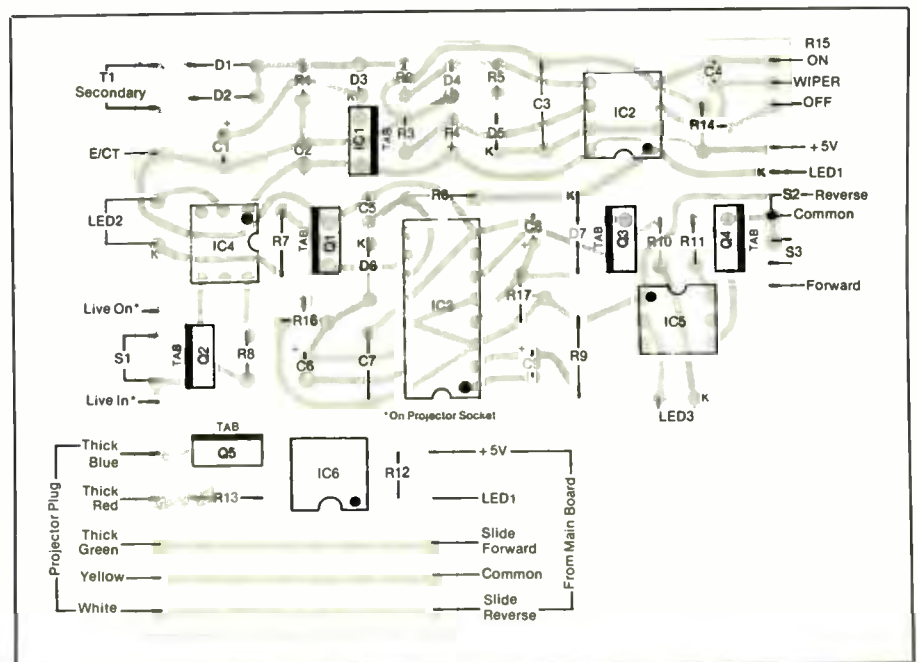 R15
T1
Secondary
D1
D2
R1
D3
K
R2
D4
R5
C3
IC2
C4
ON
WIPER
OFF
R14
+5V
LED1
K
E/CT
C1
+
C2
IC1
TAB
R3
R4
+
D5
K
LED2
K
IC4
R7
Q1
TAB
C5
K
D6
R6
K
D7
TAB
Q3
R10
R11
Q4
TAB
S2
Reverse
Common
S3
Forward
Live On*
S1
Live In*
TAB
Q2
R8
R16
+
C6
C7
R17
+
R9
IC5
LED3
K
*On Projector Socket
Projector Plug
Thick
Blue
Thick
Red
Thick
Green
Yellow
White
TAB
Q5
R13
IC6
R12
+5V
LED1
Slide
Forward
Common
Slide
Reverse
From Main Board